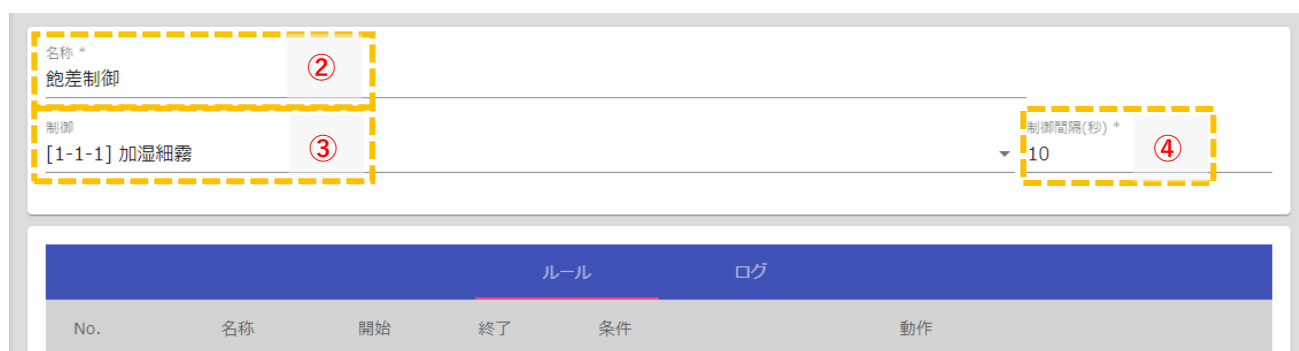 名称 *
飽差制御 ②
制御 制御間隔(秒) *
[1-1-1] 加湿細霧 ③ 10 ④
ルール ログ
No. 名称 開始 終了 条件 動作